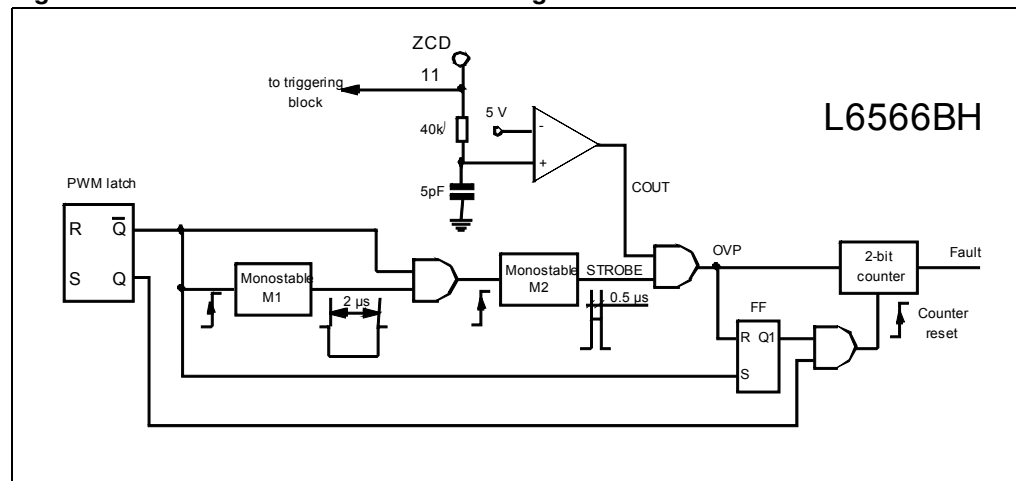 ZCD
11
to triggering
block
5 V
L6566BH
40k
-
+
5pF
COUT
PWM latch
R Q
S Q
Monostable
M1
2 µs
Monostable
M2
STROBE
0.5 µs
OVP
FF
R Q1
S
2-bit
counter
Fault
Counter
reset